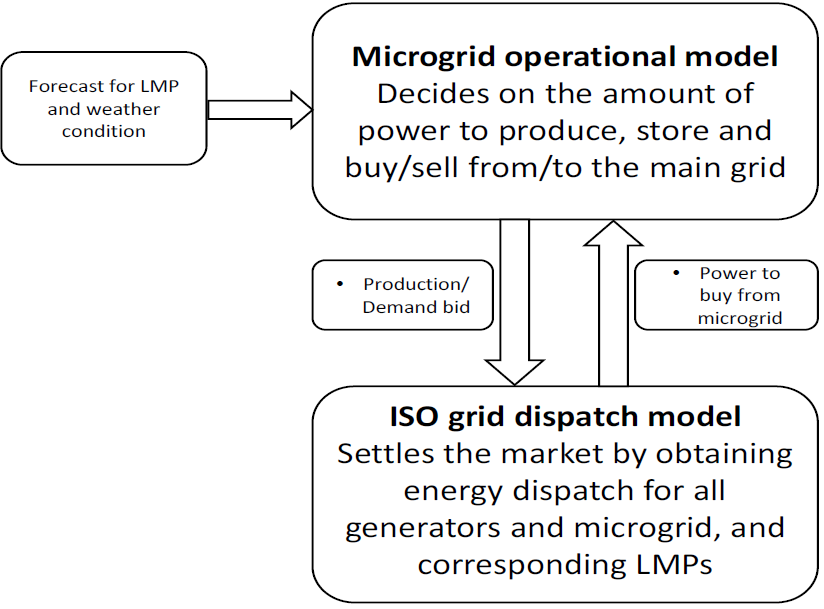 Forecast for LMP
and weather
condition
Microgrid operational model
Decides on the amount of
power to produce, store and
buy/sell from/to the main grid
• Production/
Demand bid
• Power to
buy from
microgrid
ISO grid dispatch model
Settles the market by obtaining
energy dispatch for all
generators and microgrid, and
corresponding LMPs